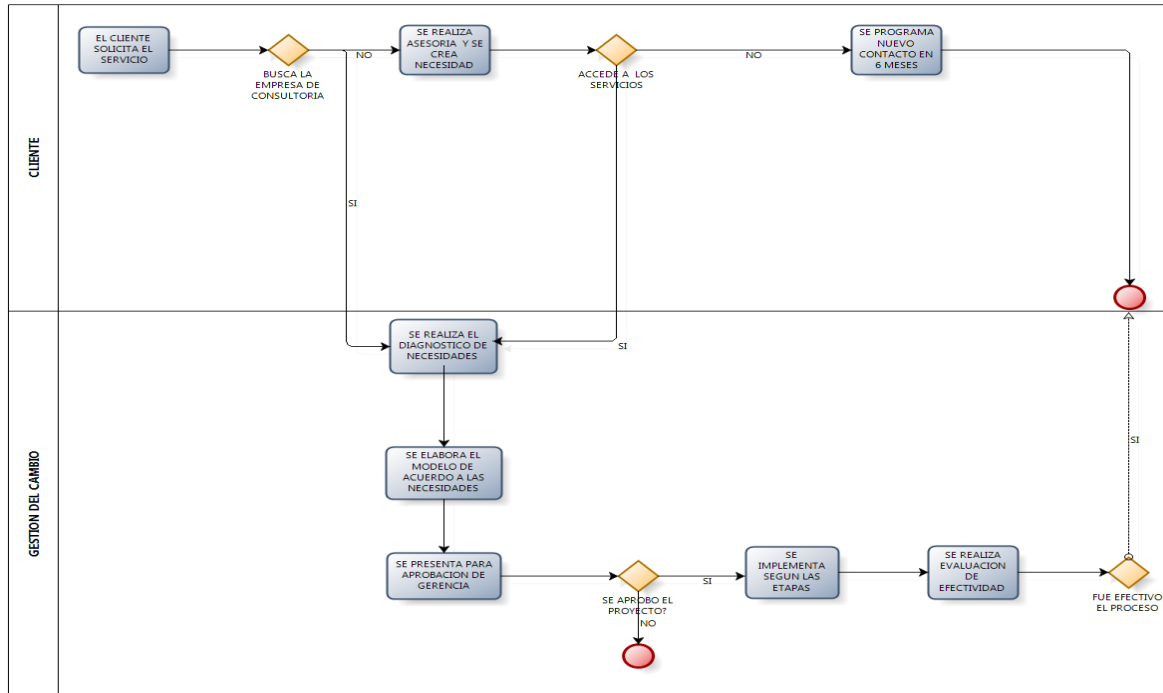 CLIENTE
EL CLIENTE
SOLICITA EL
SERVICIO
BUSCA LA
EMPRESA DE
CONSULTORIA
NO
SI
SE REALIZA
ASESORIA Y SE
CREA
NECESIDAD
ACCEDE A LOS
SERVICIOS
NO
SI
SE PROGRAMA
NUEVO
CONTACTO EN
6 MESES
GESTION DEL CAMBIO
SE REALIZA EL
DIAGNOSTICO DE
NECESIDADES
SE ELABORA EL
MODELO DE
ACUERDO A LAS
NECESIDADES
SE PRESENTA PARA
APROBACION DE
GERENCIA
SE APROBO EL
PROYECTO?
NO
SI
SE
IMPLEMENTA
SEGUN LAS
ETAPAS
SE REALIZA
EVALUACION
DE
EFECTIVIDAD
FUE EFECTIVO
EL PROCESO
SI